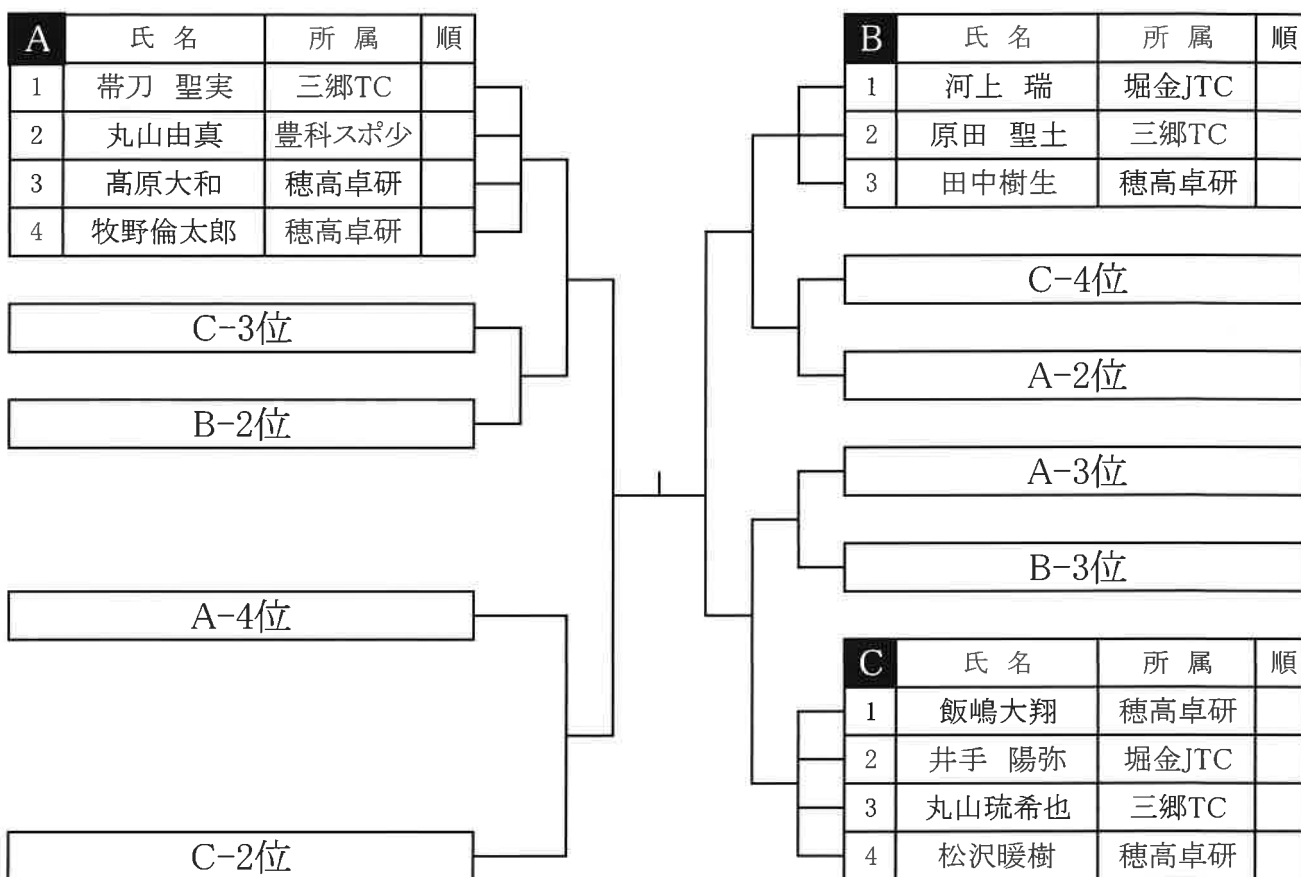 A 氏 名 所 属 順
1 帯刀 聖実 三郷TC
2 丸山由真 豊科スポ少
3 髙原大和 穂高卓研
4 牧野倫太郎 穂高卓研
C-3位
B-2位
A-4位
C-2位
B 氏 名 所 属 順
1 河上 瑞 堀金JTC
2 原田 聖士 三郷TC
3 田中樹生 穂高卓研
C-4位
A-2位
A-3位
B-3位
C 氏 名 所 属 順
1 飯嶋大翔 穂高卓研
2 井手 陽弥 堀金JTC
3 丸山琉希也 三郷TC
4 松沢暖樹 穂高卓研